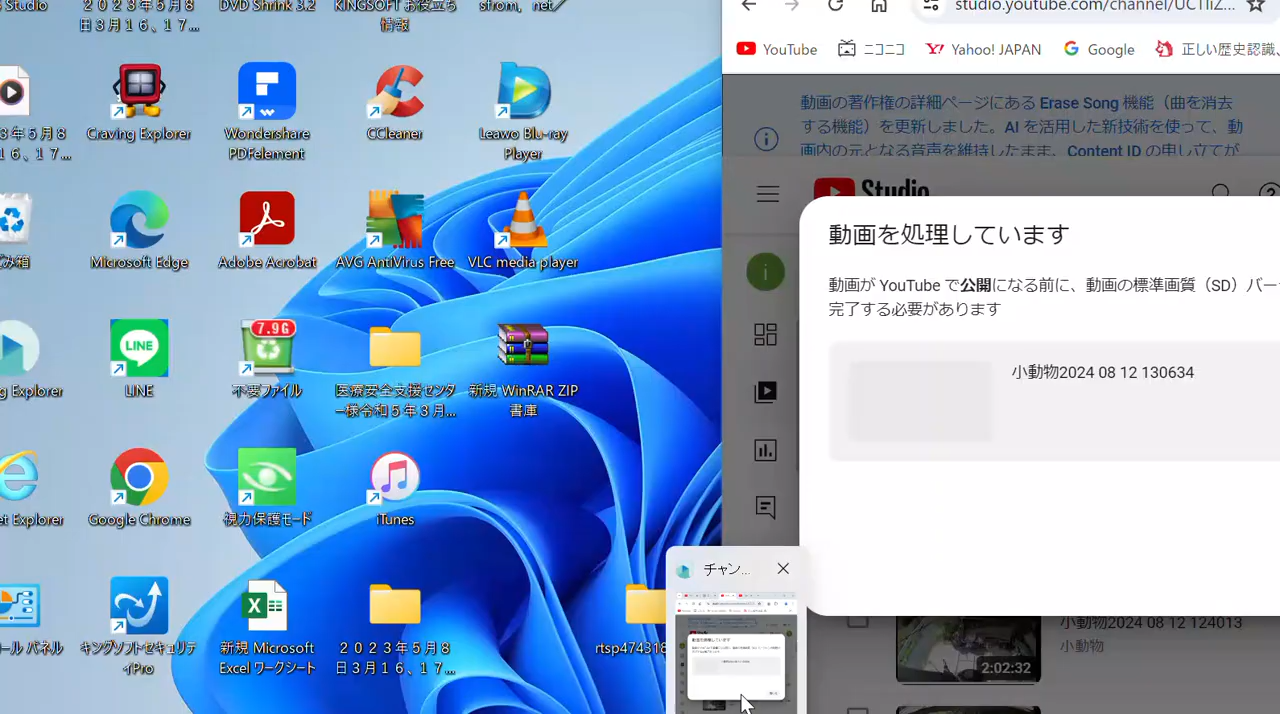 Studio
２０２３年５月８
日３月１６、１７...
DVD Shrink 3.2
KINGSOFT お役立ち
情報
sfrom，net／
年５月８
１６、１７...
Craving Explorer
Wondershare
PDFelement
CCleaner
Leawo Blu-ray
Player
Microsoft Edge
Adobe Acrobat
AVG AntiVirus Free
VLC media player
Explorer
LINE
LINE
7.9G
不要ファイル
医療安全支援センタ
ー様令和５年３月...
新規 WinRAR ZIP
書庫
Explorer
Google Chrome
視力保護モード
iTunes
ール パネル
キングソフトセキュリテ
ィPro
新規 Microsoft
Excel ワークシート
２０２３年５月８
日３月１６、１７...
rtsp474318
studio.youtube.com/channel/UC1liZ...
YouTube
ニコニコ
Yahoo! JAPAN
Google
正しい歴史認識、
動画の著作権の詳細ページにある Erase Song 機能（曲を消去
する機能）を更新しました。AI を活用した新技術を使って、動
画内の元となる音声を維持したまま、Content ID の申し立てが
Studio
i
動画を処理しています
動画が YouTube で公開になる前に、動画の標準画質（SD）バー
完了する必要があります
小動物2024 08 12 130634
チャン...
小動物2024 08 12 124013
小動物
2:02:32